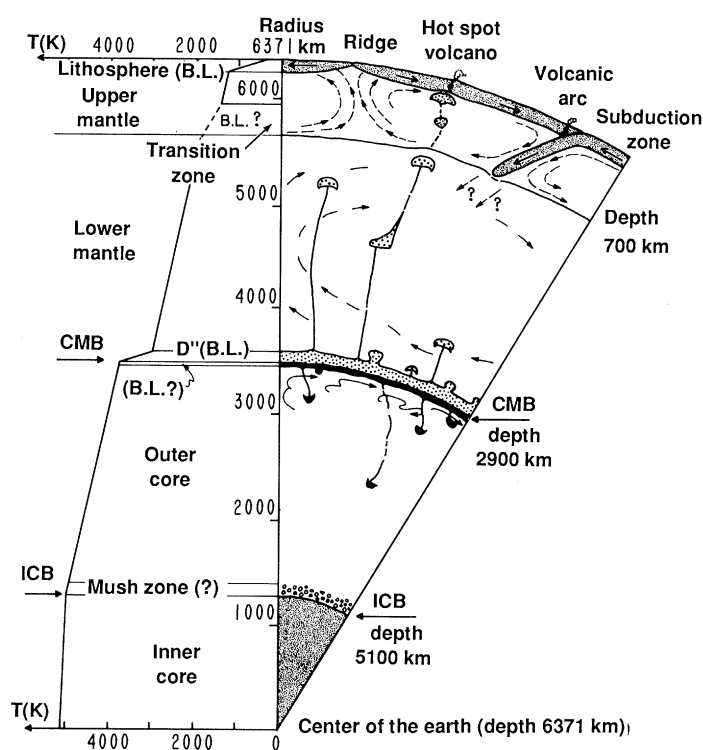 T(K)
4000
2000
Radius
6371 km
Ridge
Hot spot
volcano
Volcanic
arc
Subduction
zone
Lithosphere (B.L.)
Upper
mantle
6000
B.L. ?
Transition
zone
5000
? ?
Depth
700 km
Lower
mantle
4000
CMB
D"(B.L.)
(B.L.?)
3000
CMB
depth
2900 km
Outer
core
2000
ICB
Mush zone (?)
1000
ICB
depth
5100 km
Inner
core
T(K)
4000
2000
0
Center of the earth (depth 6371 km)